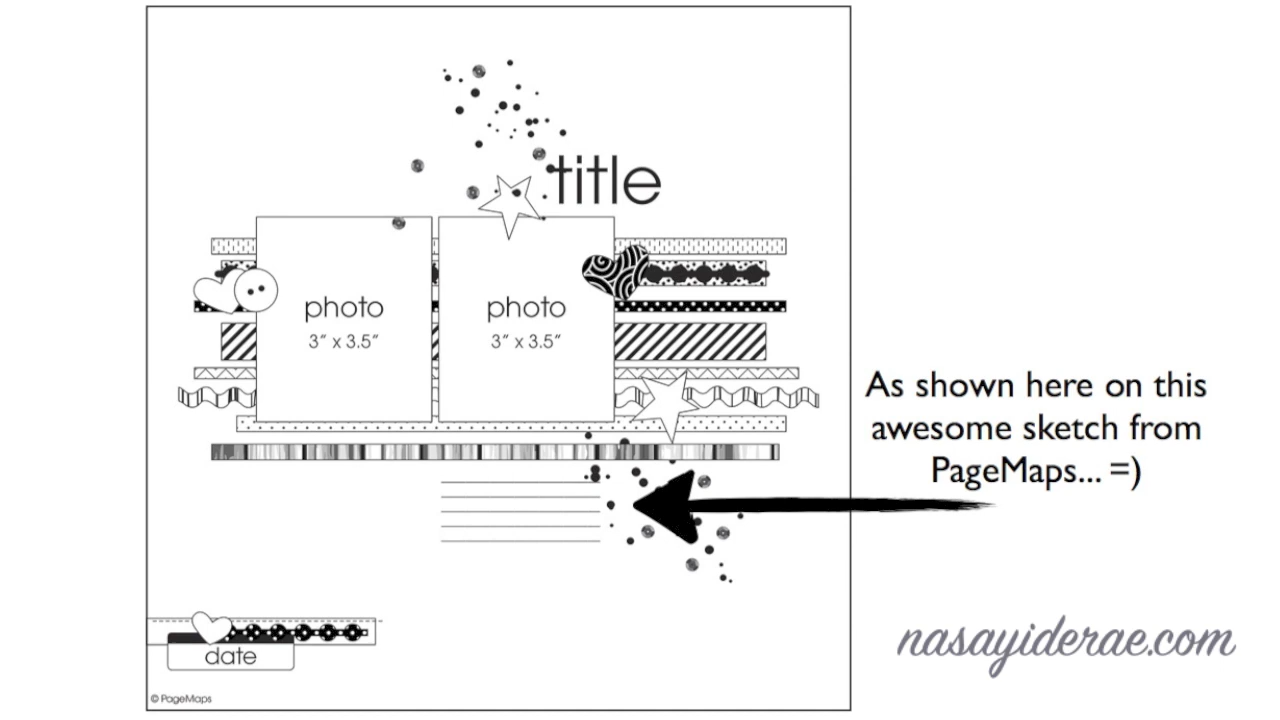 title
photo
3" x 3.5"
photo
3" x 3.5"
As shown here on this
awesome sketch from
PageMaps... =)
nasayiderae.com
date
© PageMaps